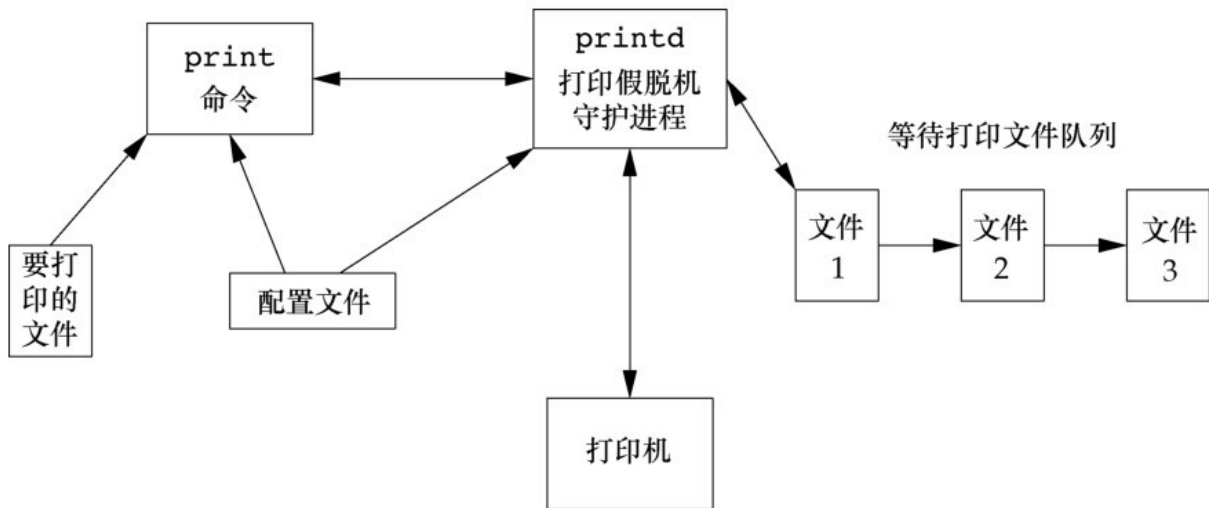 print
命令
printd
打印假脱机
守护进程
等待打印文件队列
要打
印的
文件
配置文件
文件
1
文件
2
文件
3
打印机